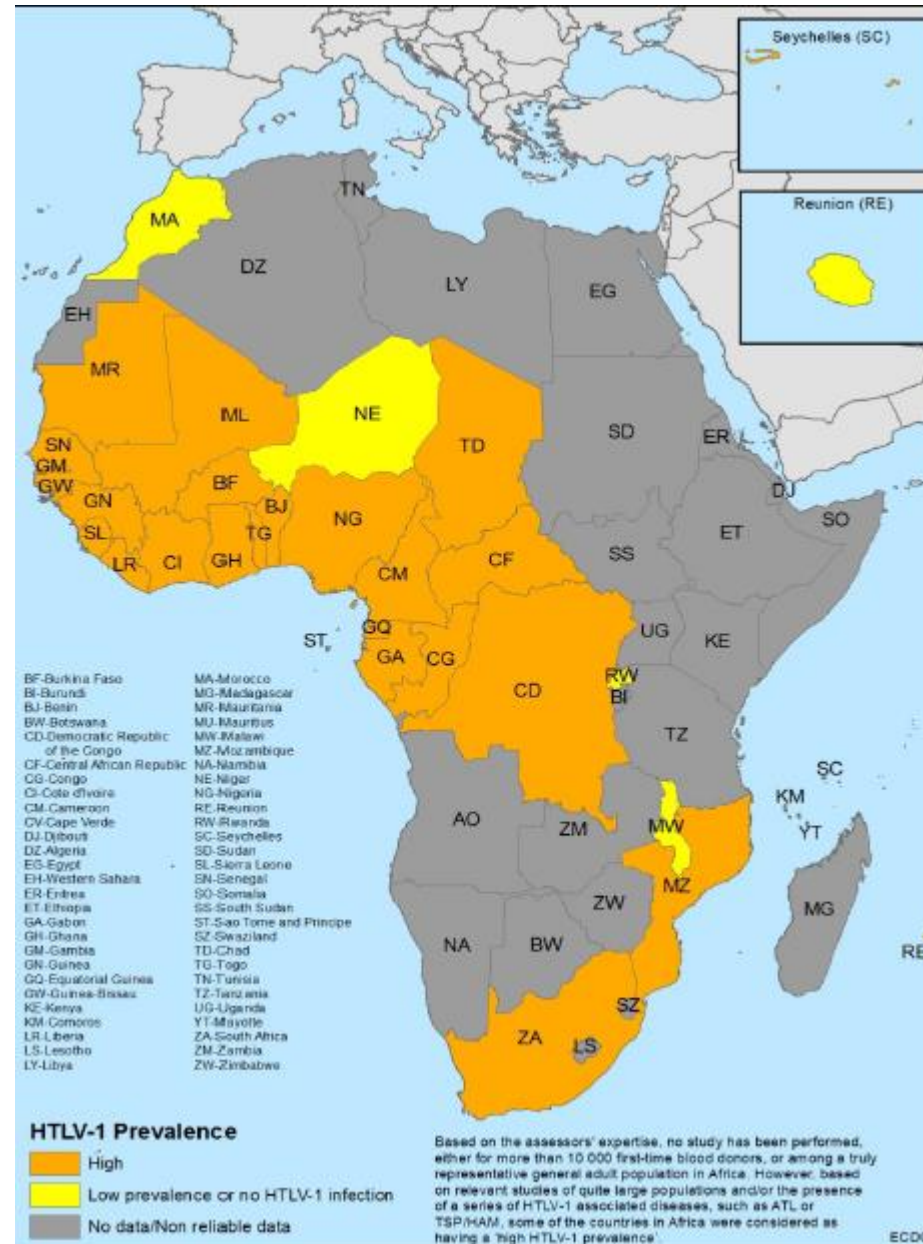 Seychelles (SC)
Reunion (RE)
TN
MA
DZ
LY
EG
EH
MR
IML
NE
TD
SD
ER
SN
GM
GW
BF
BJ
DJ
GN
NG
SO
SL
TG
ET
LR
CI
GH
CF
SS
CM
ST
GQ
UG
KE
GA
CG
CD
RW
BI
TZ
SC
KM
AO
ZM
MW
YT
MZ
ZW
MG
NA
BW
RE
SZ
ZA
LS
BF-Burkina Faso
BI-Burundi
BJ-Benin
BW-Botswana
CD-Democratic Republic
of the Congo
CF-Central African Republic
CG-Congo
CI-Cote d'Ivoire
CM-Cameroon
CV-Cape Verde
DJ-Djibouti
DZ-Algeria
EG-Egypt
EH-Western Sahara
ER-Eritrea
ET-Ethiopia
GA-Gabon
GH-Ghana
GM-Gambia
GN-Guinea
GQ-Equatorial Guinea
GW-Guinea-Bissau
KE-Kenya
KM-Comoros
LR-Liberia
LS-Lesotho
LY-Libya
MA-Morocco
MG-Madagascar
MR-Mauritania
MU-Mauritius
MW-Malawi
MZ-Mozambique
NA-Namibia
NE-Niger
NG-Nigeria
RE-Reunion
RW-Rwanda
SC-Seychelles
SD-Sudan
SL-Sierra Leone
SN-Senegal
SO-Somalia
SS-South Sudan
ST-Sao Tome and Principe
SZ-Swaziland
TD-Chad
TG-Togo
TN-Tunisia
TZ-Tanzania
UG-Uganda
YT-Mayotte
ZA-South Africa
ZM-Zambia
ZW-Zimbabwe
HTLV-1 Prevalence
High
Low prevalence or no HTLV-1 infection
No data/Non reliable data
Based on the assessors' expertise, no study has been performed,
either for more than 10 000 first-time blood donors, or among a truly
representative general adult population in Africa. However, based
on relevant studies of quite large populations and/or the presence
of a series of HTLV-1 associated diseases, such as ATL or
TSP/HAM, some of the countries in Africa were considered as
having a 'high HTLV-1 prevalence'.